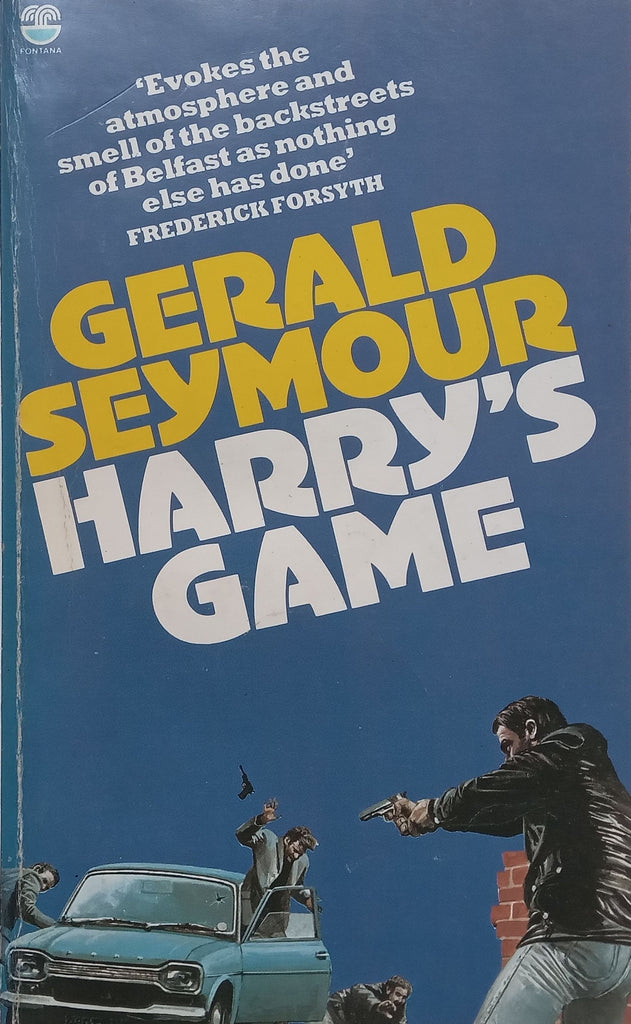 FONTANA
‘Evokes the
atmosphere and
smell of the backstreets
of Belfast as nothing
else has done’
FREDERICK FORSYTH
GERALD
SEYMOUR
HARRY’S
GAME